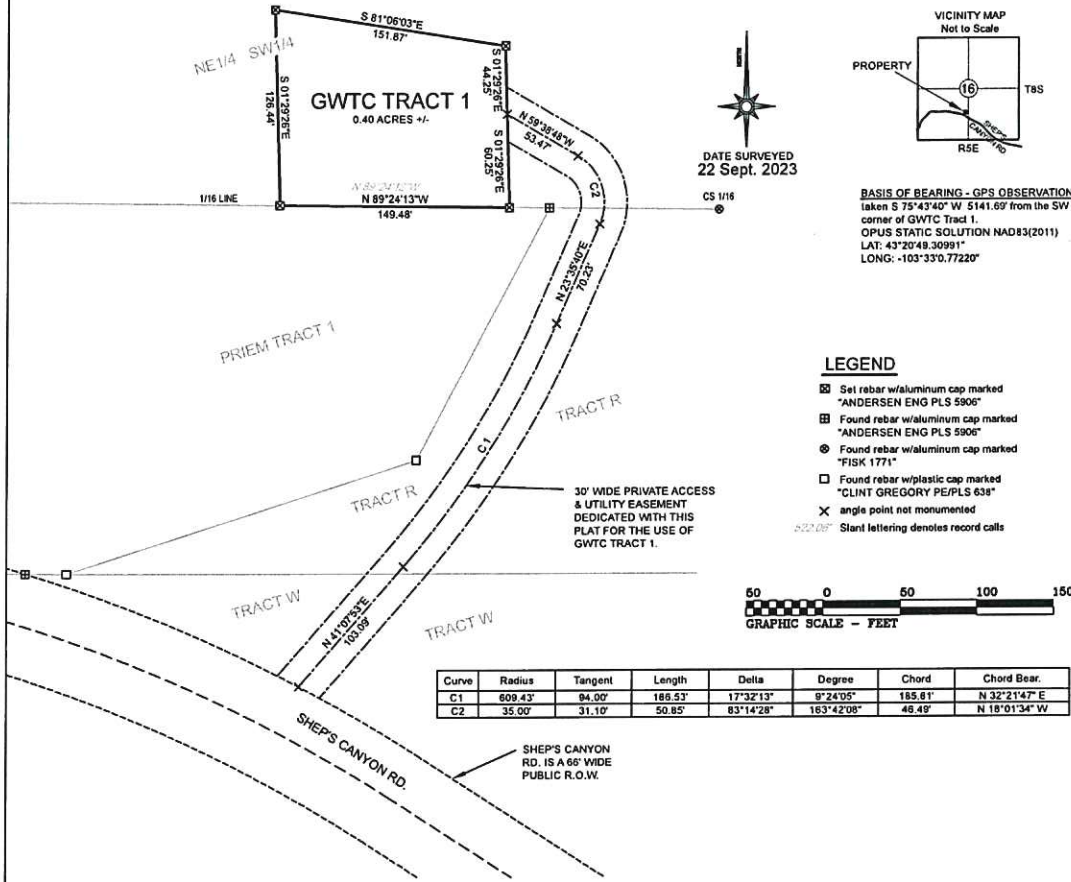 S 81°06'03"E
151.87'
NE1/4 SW1/4
S 01°29'26"E
126.44'
GWTC TRACT 1
0.40 ACRES +/-
S 01°29'26"E
44.25'
S 01°29'26"E
60.25'
N 59°38'48"W
53.47'
C2
N 89°24'12"W
N 89°24'13"W
149.48'
1/16 LINE
CS 1/16
N 23°35'40"E
70.23'
DATE SURVEYED
22 Sept. 2023
VICINITY MAP
Not to Scale
PROPERTY
16
T8S
SHEP'S
CANYON RD
R5E
BASIS OF BEARING - GPS OBSERVATION
taken S 75°43'40" W 5141.69' from the SW
corner of GWTC Tract 1.
OPUS STATIC SOLUTION NAD83(2011)
LAT: 43°20'49.30991"
LONG: -103°33'0.77220"
PRIEM TRACT 1
TRACT R
C1
TRACT R
30' WIDE PRIVATE ACCESS
& UTILITY EASEMENT
DEDICATED WITH THIS
PLAT FOR THE USE OF
GWTC TRACT 1.
LEGEND
Set rebar w/aluminum cap marked
"ANDERSEN ENG PLS 5906"
Found rebar w/aluminum cap marked
"ANDERSEN ENG PLS 5906"
Found rebar w/aluminum cap marked
"FISK 1771"
Found rebar w/plastic cap marked
"CLINT GREGORY PE/PLS 638"
angle point not monumented
522.06' Slant lettering denotes record calls
TRACT W
N 41°07'53"E
103.09'
TRACT W
50 0 50 100 150
GRAPHIC SCALE - FEET
Curve Radius Tangent Length Delta Degree Chord Chord Bear.
C1 609.43' 94.00' 186.53' 17°32'13" 9°24'05" 185.81' N 32°21'47" E
C2 35.00' 31.10' 50.85' 83°14'28" 163°42'08" 46.49' N 18°01'34" W
SHEP'S CANYON RD.
SHEP'S CANYON
RD. IS A 66' WIDE
PUBLIC R.O.W.